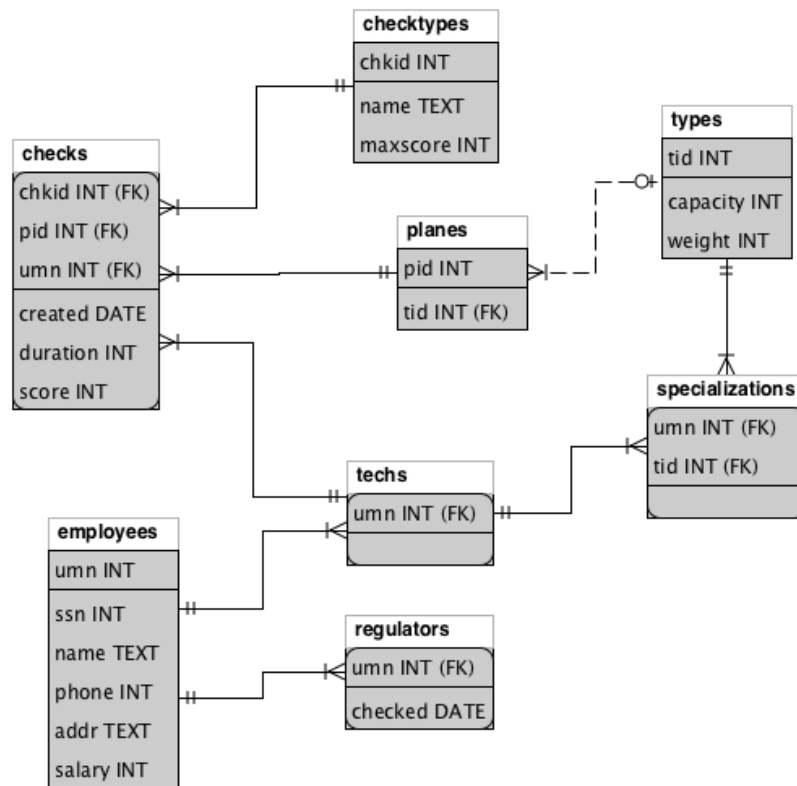 checktypes
chkid INT
name TEXT
maxscore INT
types
tid INT
capacity INT
weight INT
checks
chkid INT (FK)
pid INT (FK)
umn INT (FK)
created DATE
duration INT
score INT
planes
pid INT
tid INT (FK)
specializations
umn INT (FK)
tid INT (FK)
techs
umn INT (FK)
employees
umn INT
ssn INT
name TEXT
phone INT
addr TEXT
salary INT
regulators
umn INT (FK)
checked DATE